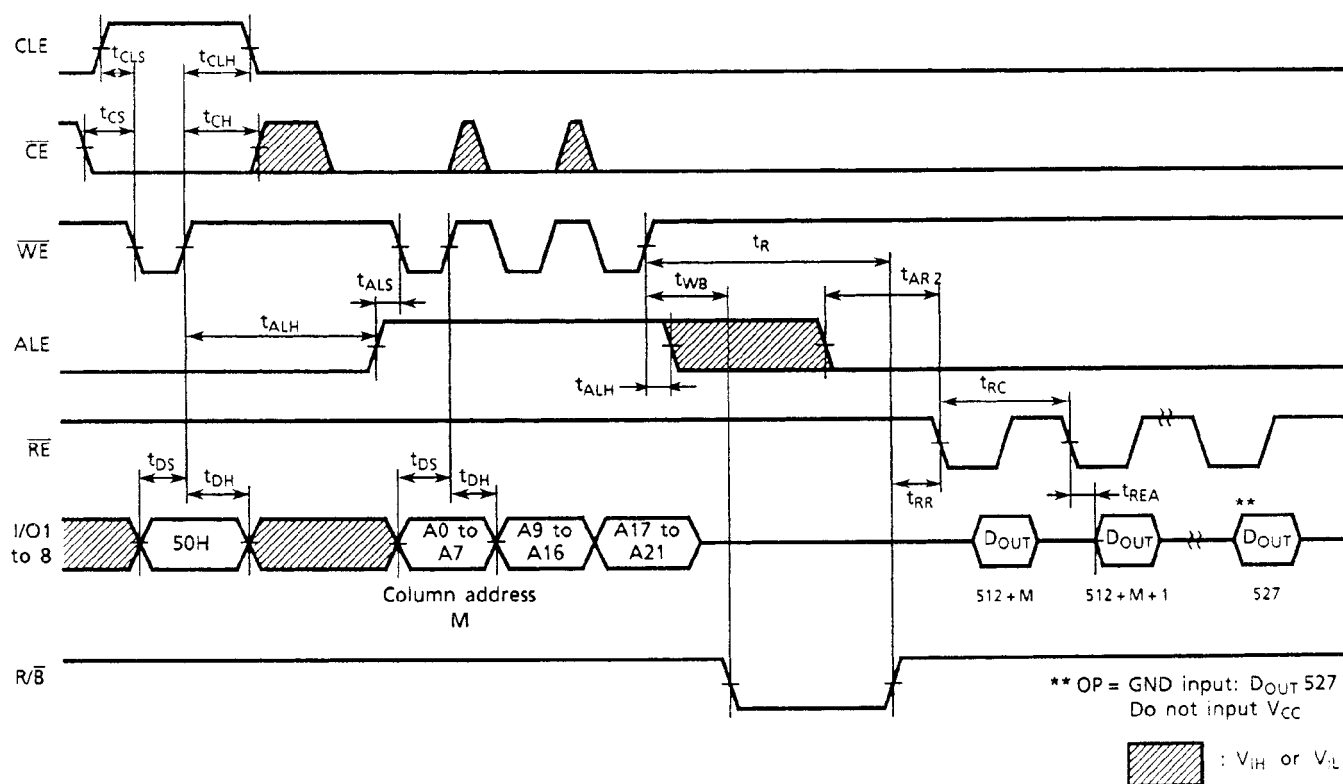 CLE
tCLS
tCLH
CE
tCS
tCH
WE
tR
tWB
tAR2
tALS
tALH
ALE
tALH
tRC
RE
tDS
tDH
tDS
tDH
tRR
tREA
**
I/O1
to 8
50H
A0 to
A7
A9 to
A16
A17 to
A21
DOUT
DOUT
DOUT
Column address
M
512 + M
512 + M + 1
527
R/B
** OP = GND input: DOUT 527
Do not input VCC
: VIH or VIL